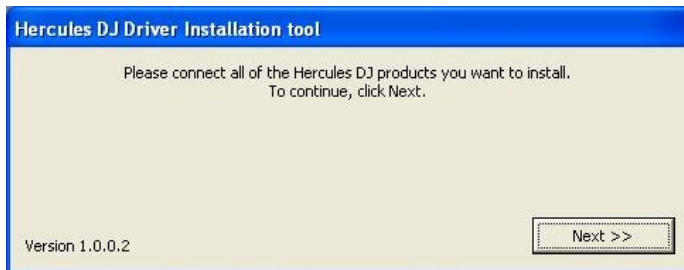 Hercules DJ Driver Installation tool
Please connect all of the Hercules DJ products you want to install.
To continue, click Next.
Version 1.0.0.2
Next >>